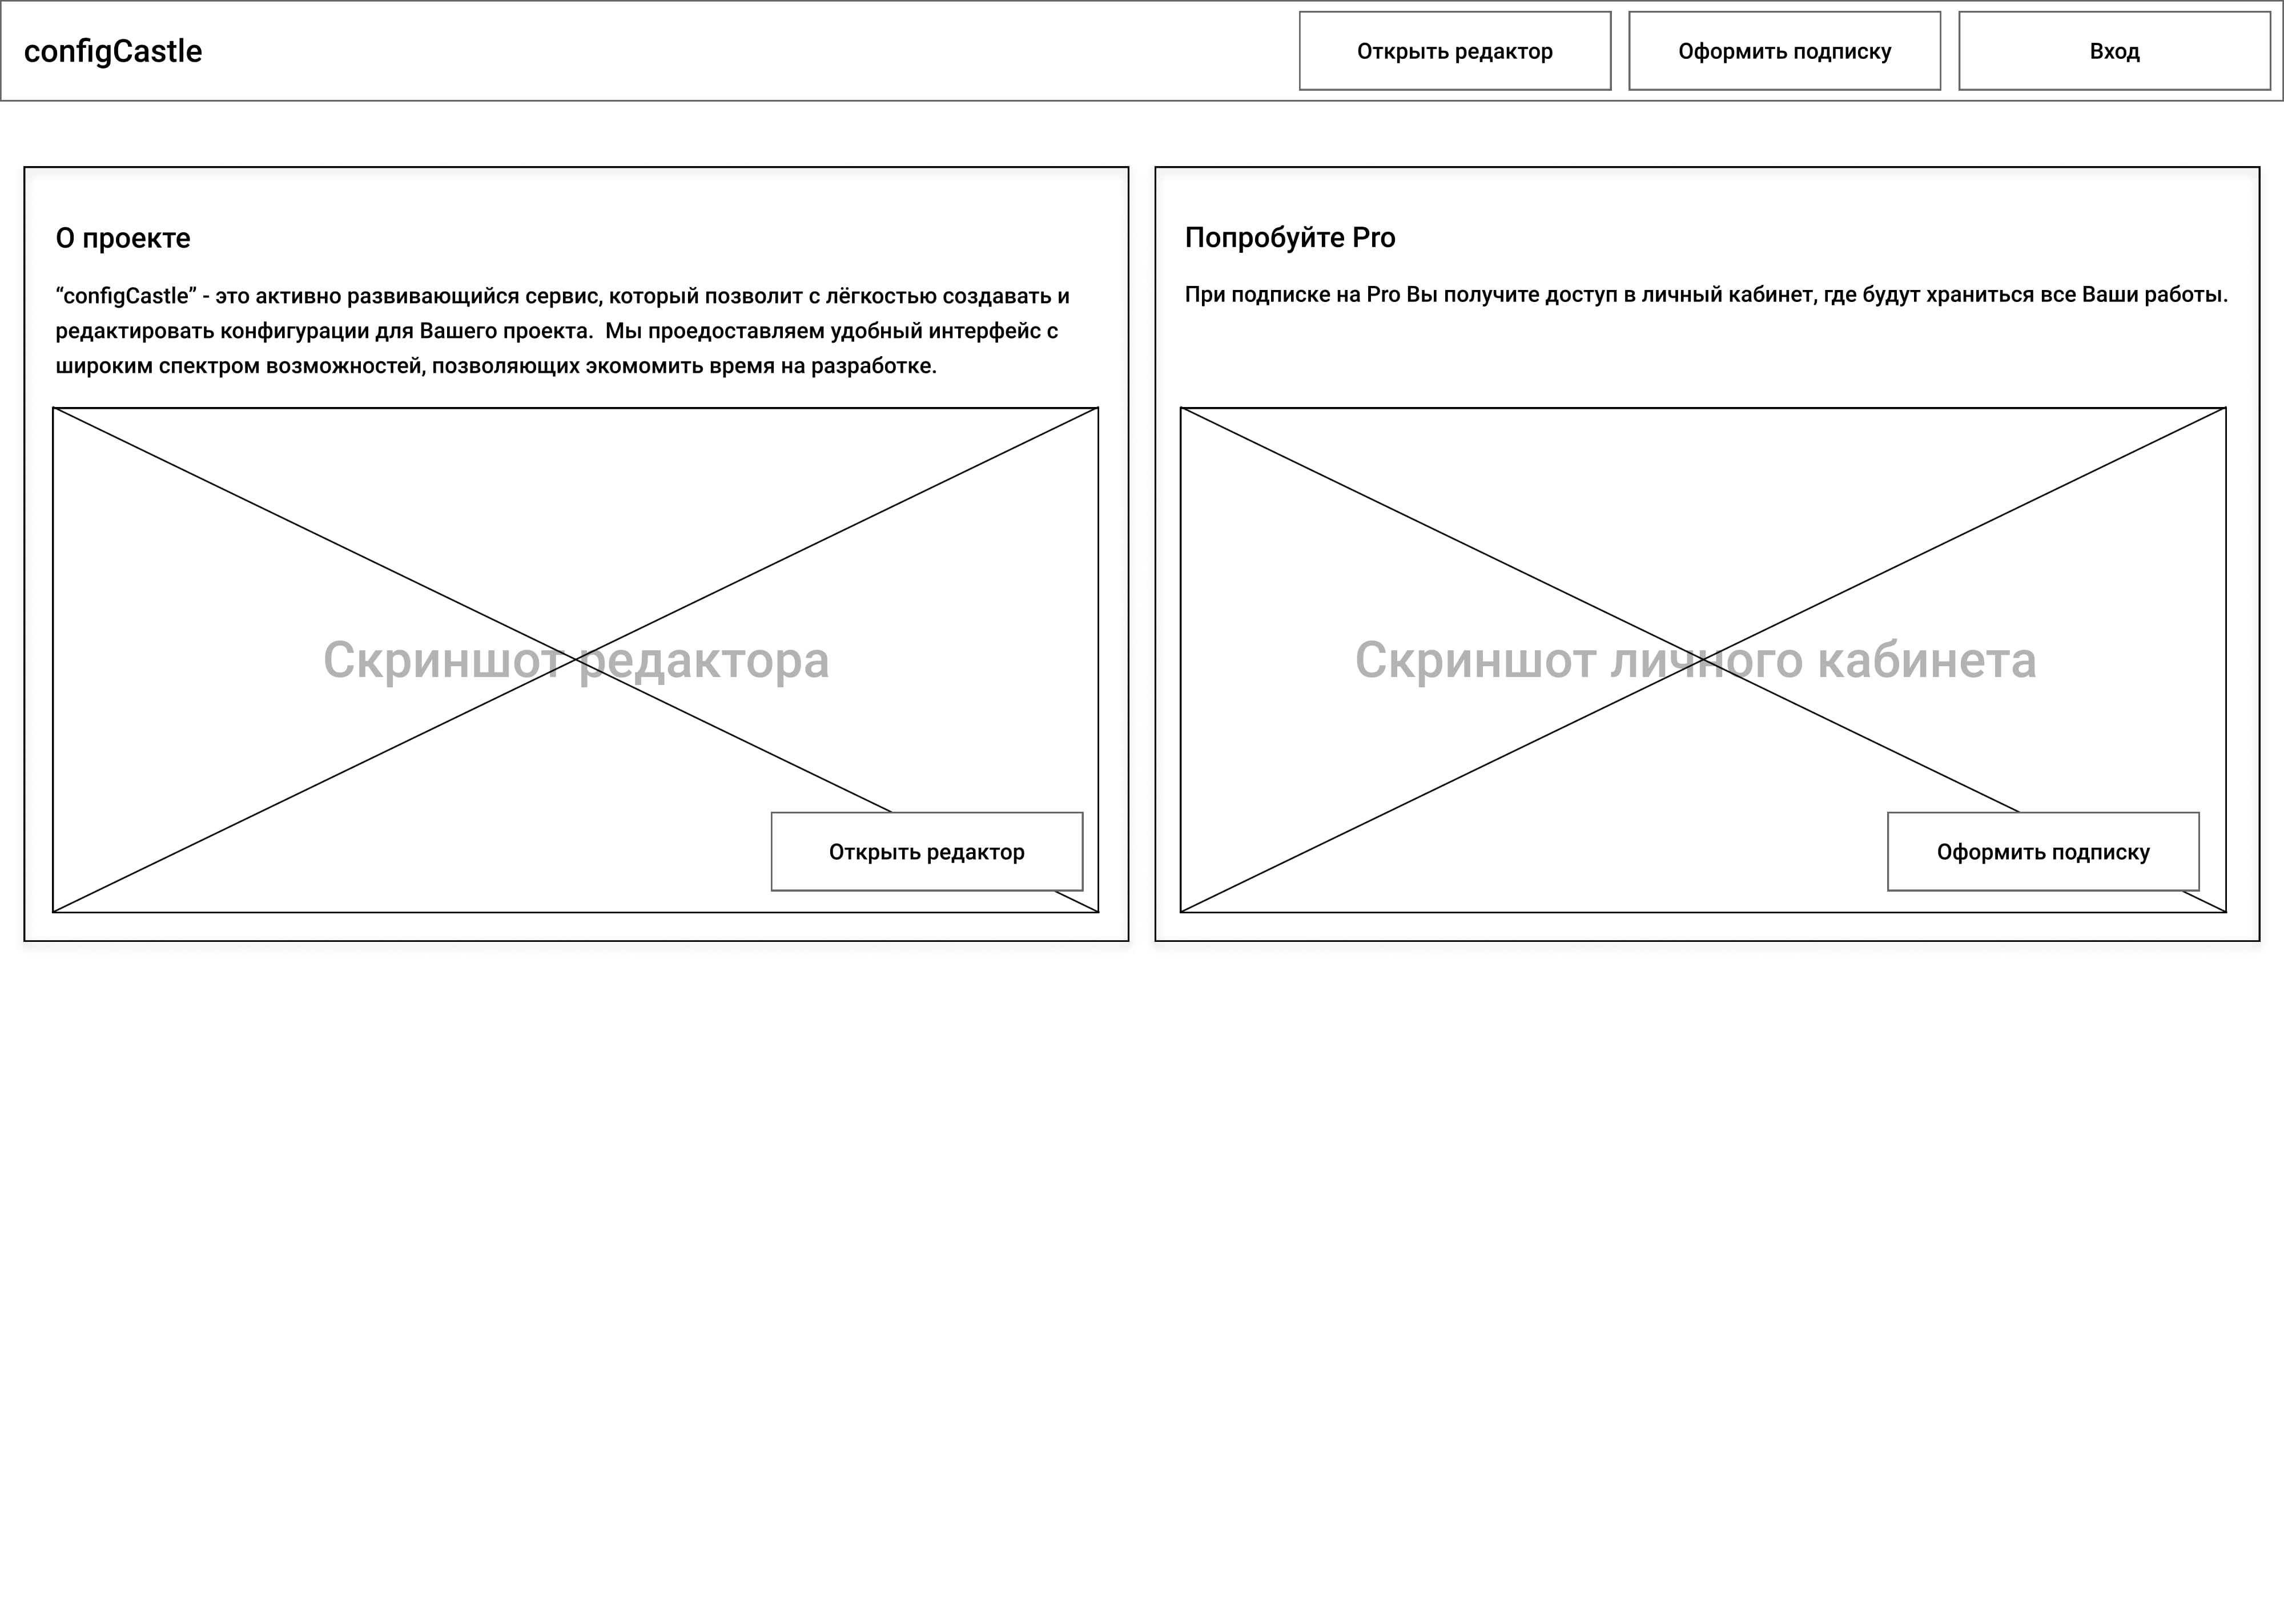 configCastle
Открыть редактор
Оформить подписку
Вход
О проекте
“configCastle” - это активно развивающийся сервис, который позволит с лёгкостью создавать и
редактировать конфигурации для Вашего проекта.  Мы проедоставляем удобный интерфейс с
широким спектром возможностей, позволяющих экомомить время на разработке.
Скриншот редактора
Открыть редактор
Попробуйте Pro
При подписке на Pro Вы получите доступ в личный кабинет, где будут храниться все Ваши работы.
Скриншот личного кабинета
Оформить подписку